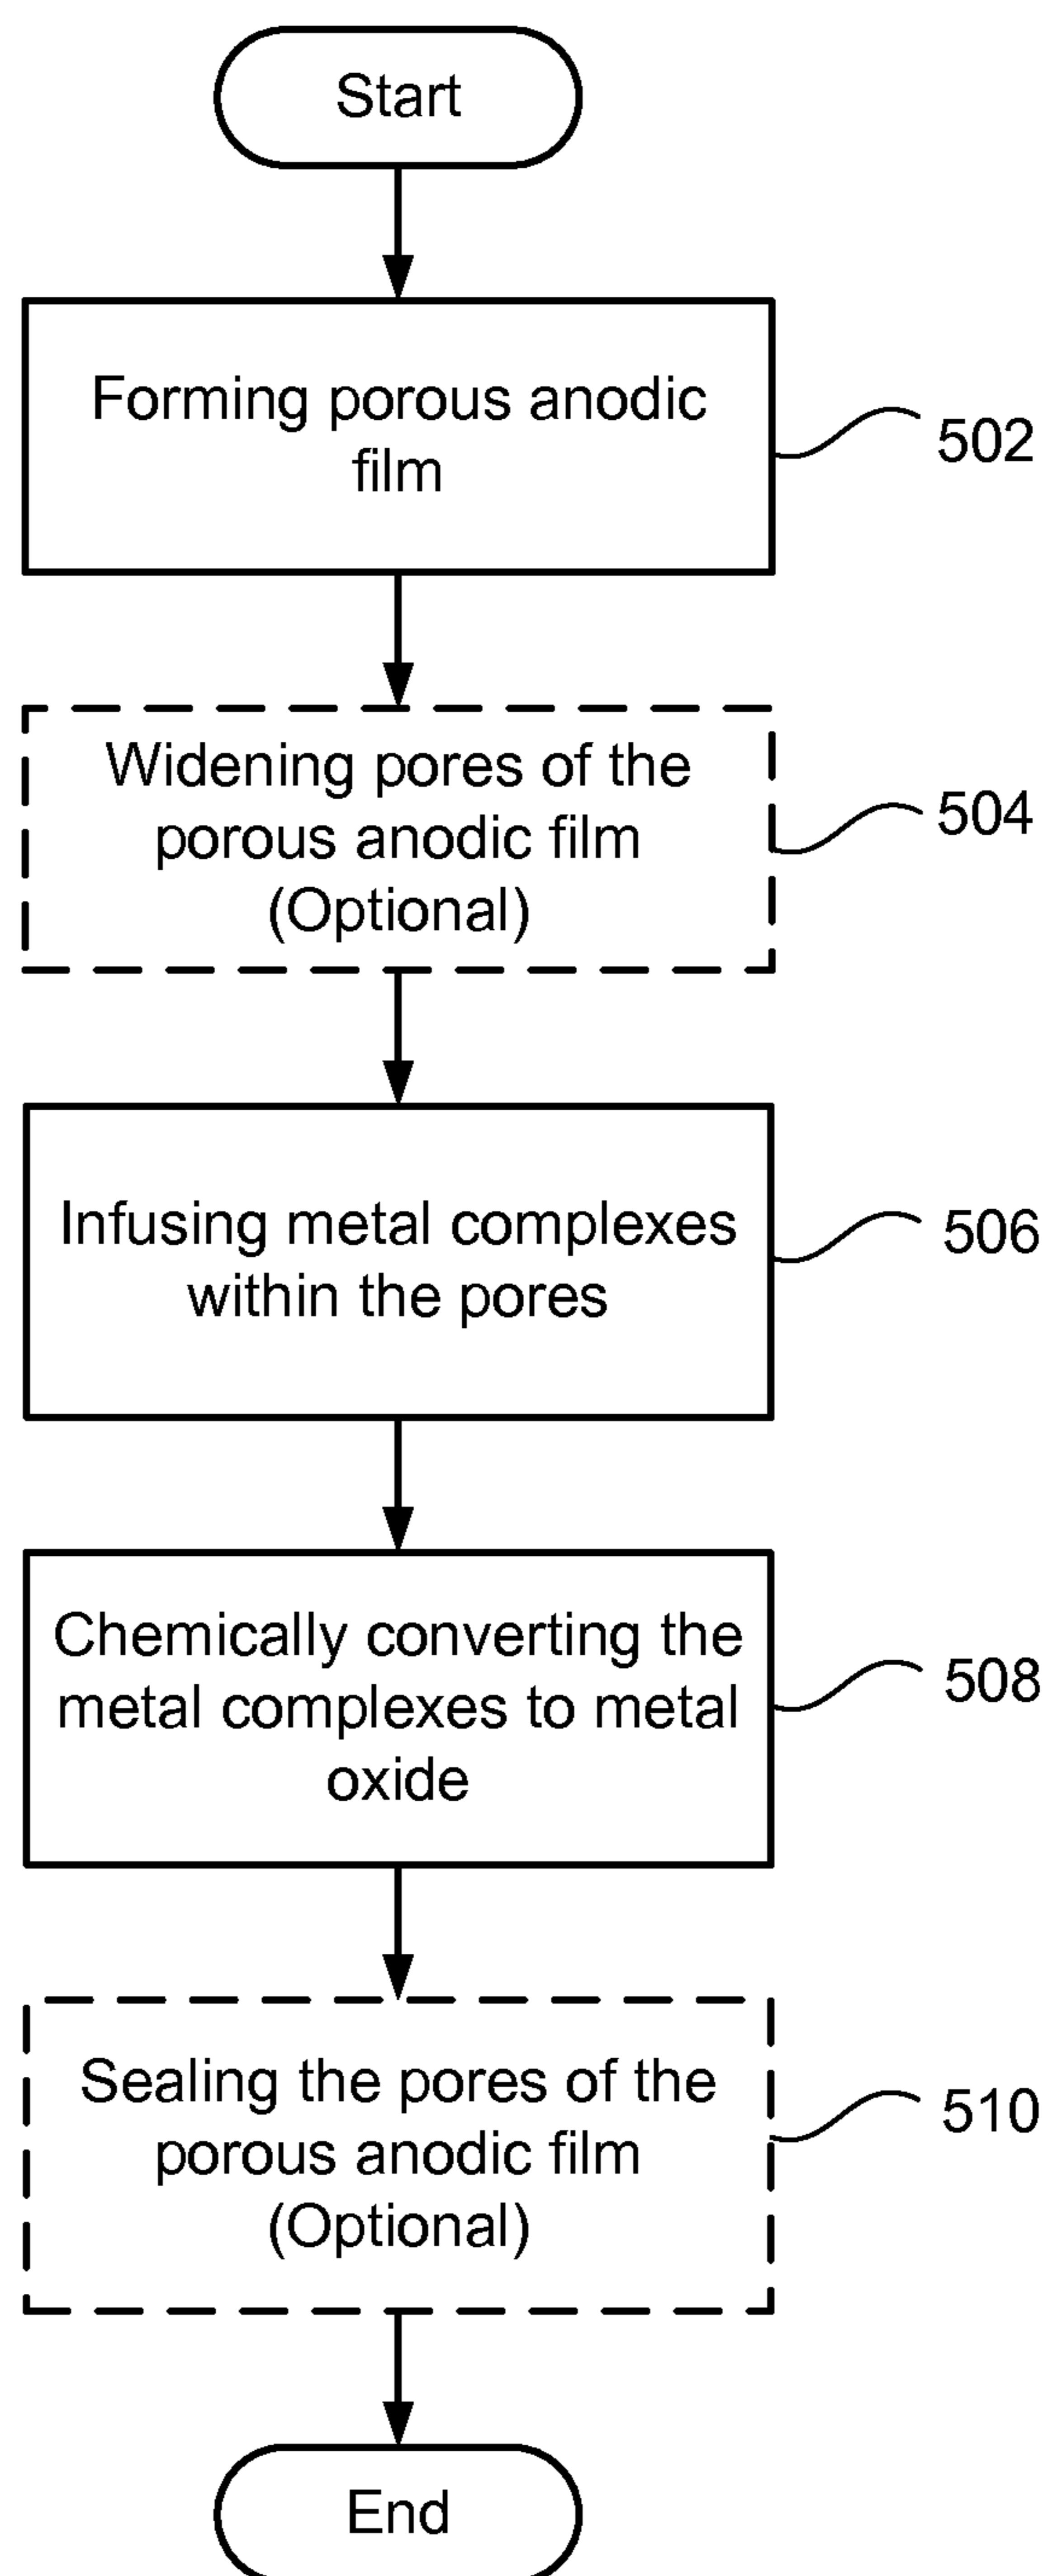 Start
Forming porous anodic
film
502
Widening pores of the
porous anodic film
(Optional)
504
Infusing metal complexes
within the pores
506
Chemically converting the
metal complexes to metal
oxide
508
Sealing the pores of the
porous anodic film
(Optional)
510
End